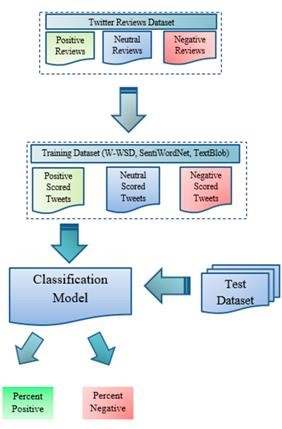 Twitter Reviews Dataset
Positive Reviews
Neutral Reviews
Negative Reviews
Training Dataset (W-WSD, SentiWordNet, TextBlob)
Positive Scored Tweets
Neutral Scored Tweets
Negative Scored Tweets
Classification Model
Test Dataset
Percent Positive
Percent Negative